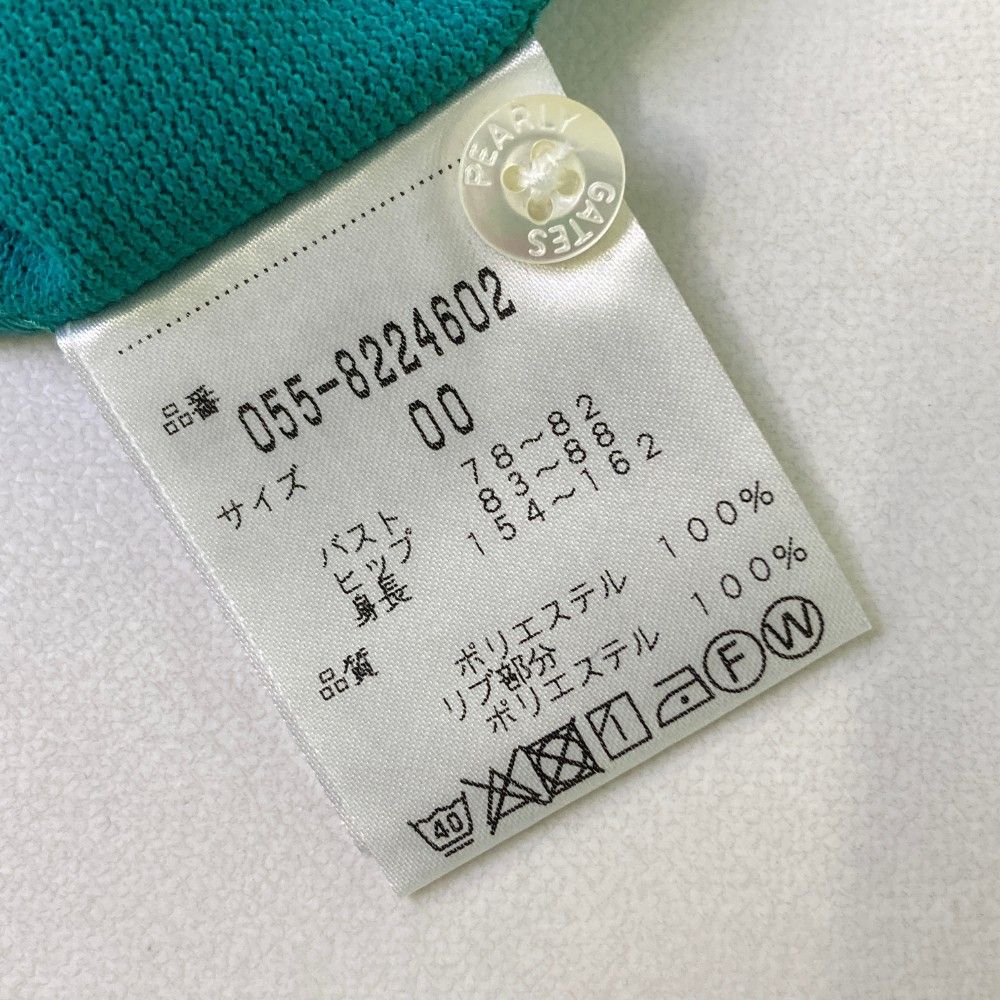 PEARLY
GATES
品番 055-8224602
サイズ 00
バスト 78～82
ヒップ 83～88
身長 154～162
品質 ポリエステル 100%
リブ部分
ポリエステル 100%
40 F W